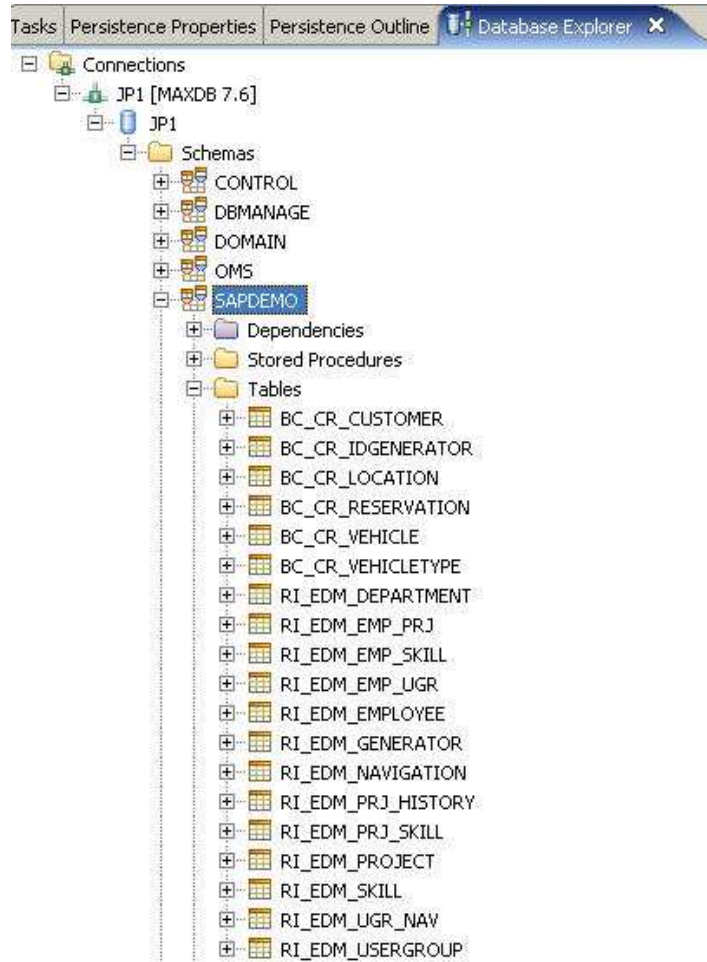 Tasks Persistence Properties Persistence Outline Database Explorer
Connections
JP1 [MAXDB 7.6]
JP1
Schemas
CONTROL
DBMANAGE
DOMAIN
OMS
SAPDEMO
Dependencies
Stored Procedures
Tables
BC_CR_CUSTOMER
BC_CR_IDGENERATOR
BC_CR_LOCATION
BC_CR_RESERVATION
BC_CR_VEHICLE
BC_CR_VEHICLETYPE
RI_EDM_DEPARTMENT
RI_EDM_EMP_PRJ
RI_EDM_EMP_SKILL
RI_EDM_EMP_UGR
RI_EDM_EMPLOYEE
RI_EDM_GENERATOR
RI_EDM_NAVIGATION
RI_EDM_PRJ_HISTORY
RI_EDM_PRJ_SKILL
RI_EDM_PROJECT
RI_EDM_SKILL
RI_EDM_UGR_NAV
RI_EDM_USERGROUP